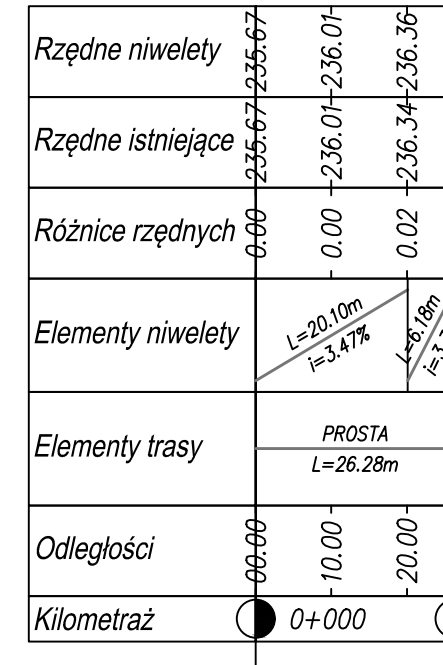 Rzędne niwelety 235.67 236.01 236.36
Rzędne istniejące 235.67 236.01 236.34
Różnice rzędnych 0.00 0.00 0.02
Elementy niwelety L=20.10m L=6.18m
i=3.47% i=3.
Elementy trasy PROSTA
L=26.28m
Odległości 00.00 10.00 20.00
Kilometraż 0+000